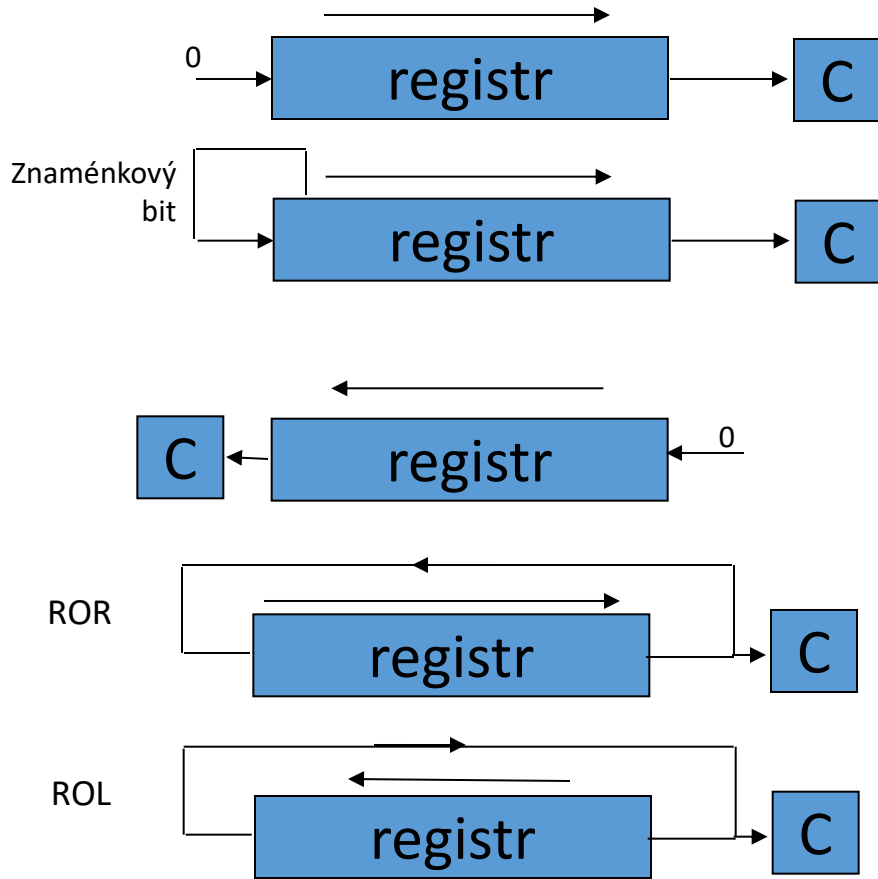 0
registr
C
Znaménkový
bit
registr
C
C
registr
0
ROR
registr
C
ROL
registr
C